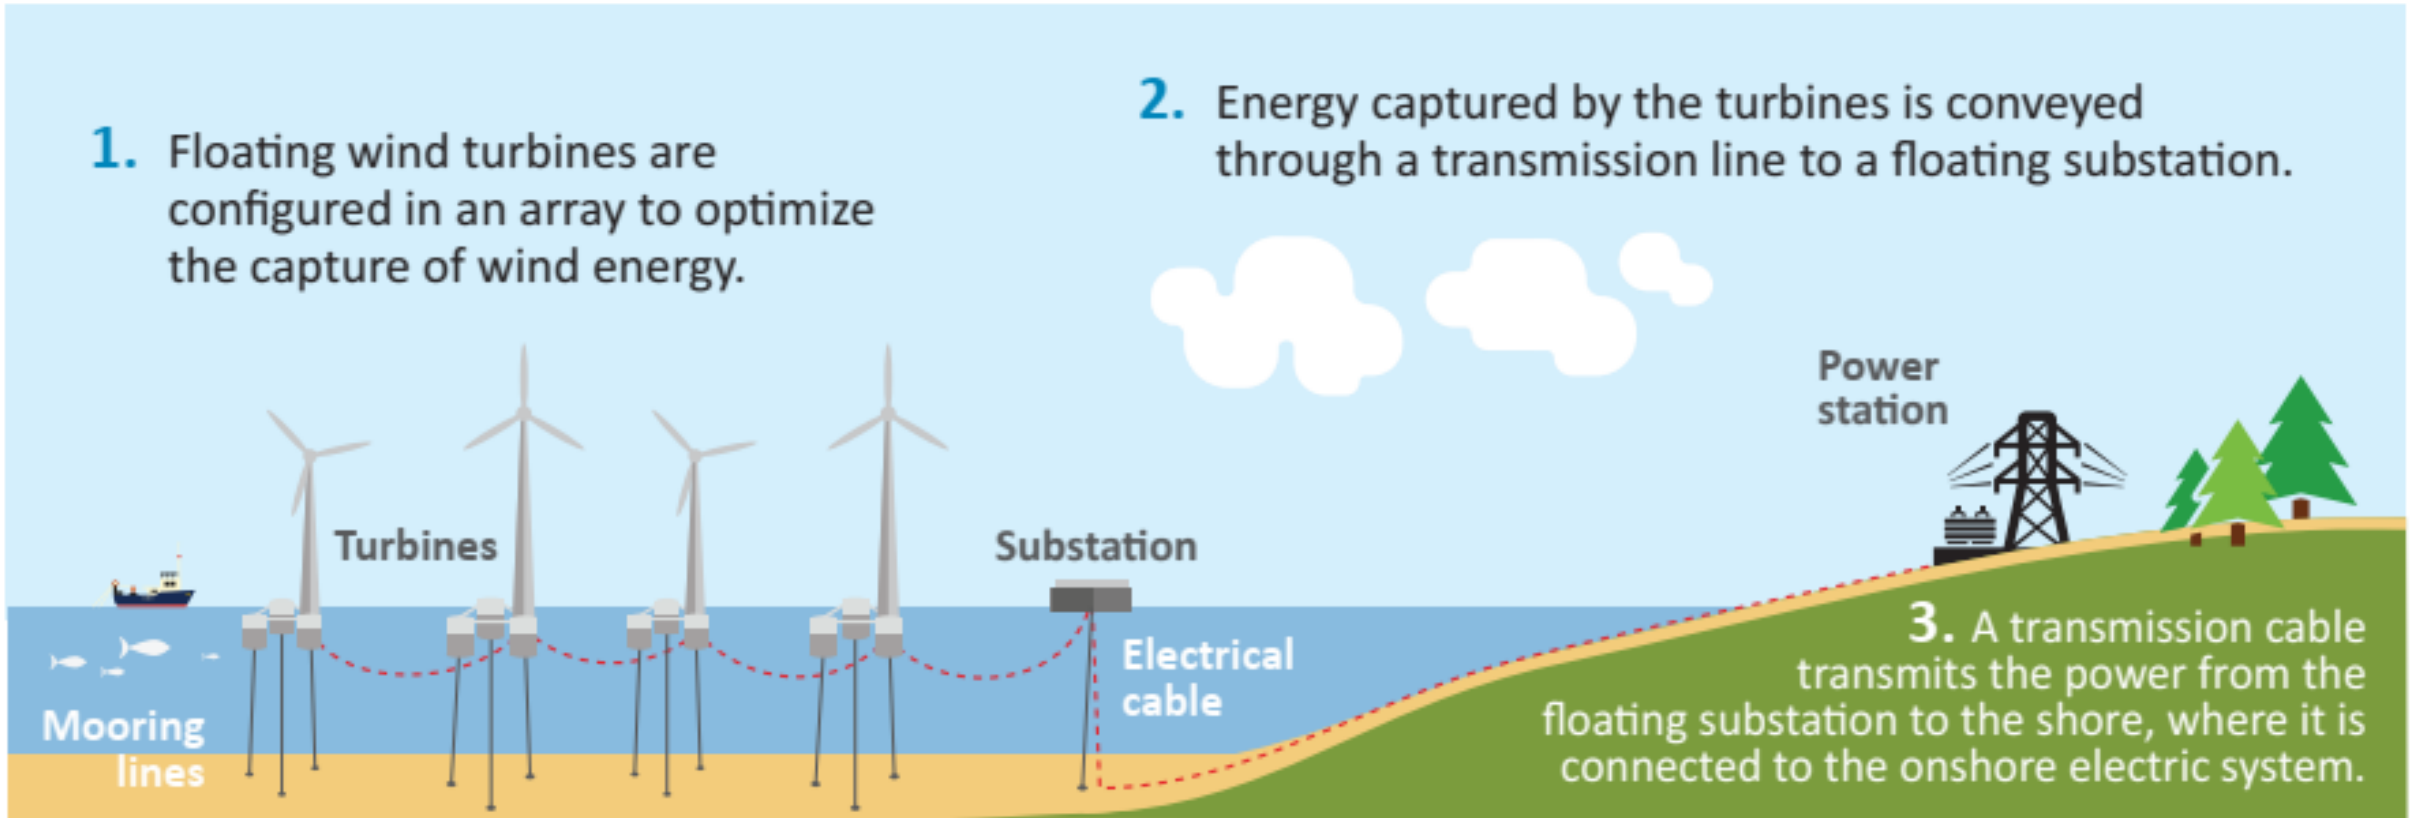 1. Floating wind turbines are
configured in an array to optimize
the capture of wind energy.
2. Energy captured by the turbines is conveyed
through a transmission line to a floating substation.
Power
station
Turbines
Substation
Electrical
cable
Mooring
lines
3. A transmission cable
transmits the power from the
floating substation to the shore, where it is
connected to the onshore electric system.